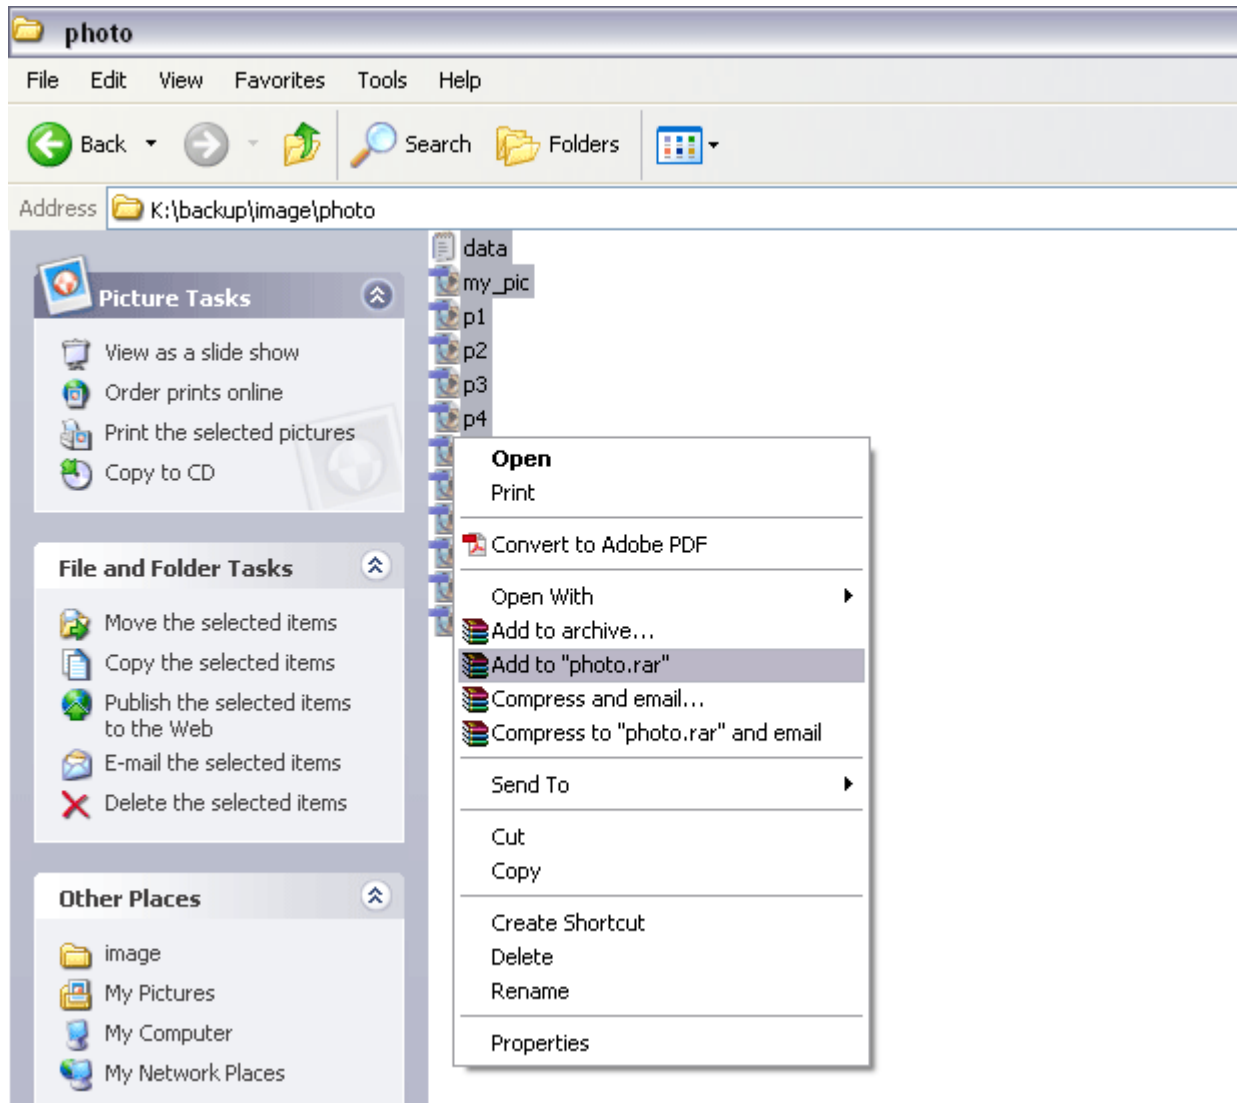 photo
File Edit View Favorites Tools Help
Back Search Folders
Address K:\backup\image\photo
Picture Tasks
View as a slide show
Order prints online
Print the selected pictures
Copy to CD
File and Folder Tasks
Move the selected items
Copy the selected items
Publish the selected items
to the Web
E-mail the selected items
Delete the selected items
Other Places
image
My Pictures
My Computer
My Network Places
data
my_pic
p1
p2
p3
p4
Open
Print
Convert to Adobe PDF
Open With
Add to archive...
Add to "photo.rar"
Compress and email...
Compress to "photo.rar" and email
Send To
Cut
Copy
Create Shortcut
Delete
Rename
Properties